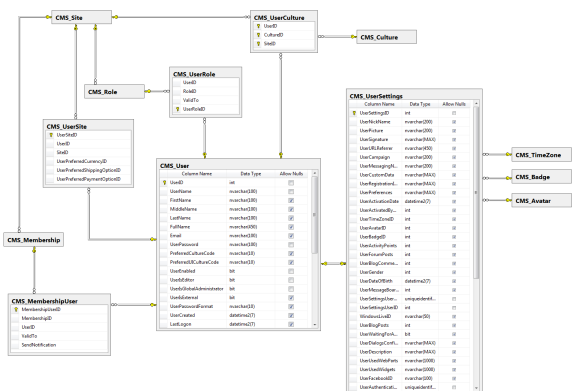 CMS_Site
CMS_UserCulture
UserID
CultureID
SiteID
CMS_Culture
CMS_Role
CMS_UserRole
UserID
RoleID
ValidTo
UserRoleID
CMS_UserSite
UserSiteID
UserID
SiteID
UserPreferredCurrencyID
UserPreferredShippingOptionID
UserPreferredPaymentOptionID
CMS_Membership
CMS_MembershipUser
MembershipUserID
MembershipID
UserID
ValidTo
SendNotification
CMS_User
Column Name Data Type Allow Nulls
UserID int
UserName nvarchar(100)
FirstName nvarchar(100)
MiddleName nvarchar(100)
LastName nvarchar(100)
FullName nvarchar(450)
Email nvarchar(100)
UserPassword nvarchar(100)
PreferredCultureCode nvarchar(10)
PreferredUICultureCode nvarchar(10)
UserEnabled bit
UserIsEditor bit
UserIsGlobalAdministrator bit
UserIsExternal bit
UserPasswordFormat nvarchar(10)
UserCreated datetime2(7)
LastLogon datetime2(7)
CMS_UserSettings
Column Name Data Type Allow Nulls
UserSettingsID int
UserNickName nvarchar(200)
UserPicture nvarchar(200)
UserSignature nvarchar(MAX)
UserURLReferrer nvarchar(450)
UserCampaign nvarchar(200)
UserMessagingN... nvarchar(200)
UserCustomData nvarchar(MAX)
UserRegistrationI... nvarchar(MAX)
UserPreferences nvarchar(MAX)
UserActivationDate datetime2(7)
UserActivatedBy... int
UserTimeZoneID int
UserAvatarID int
UserBadgeID int
UserActivityPoints int
UserForumPosts int
UserBlogComme... int
UserGender int
UserDateOfBirth datetime2(7)
UserMessageBoar... int
UserSettingsUser... uniqueidentif...
UserSettingsUserID int
WindowsLiveID nvarchar(50)
UserBlogPosts int
UserWaitingForA... bit
UserDialogsConfi... nvarchar(MAX)
UserDescription nvarchar(MAX)
UserUsedWebParts nvarchar(1000)
UserUsedWidgets nvarchar(1000)
UserFacebookID nvarchar(100)
UserAuthenticati... uniqueidentif...
CMS_TimeZone
CMS_Badge
CMS_Avatar